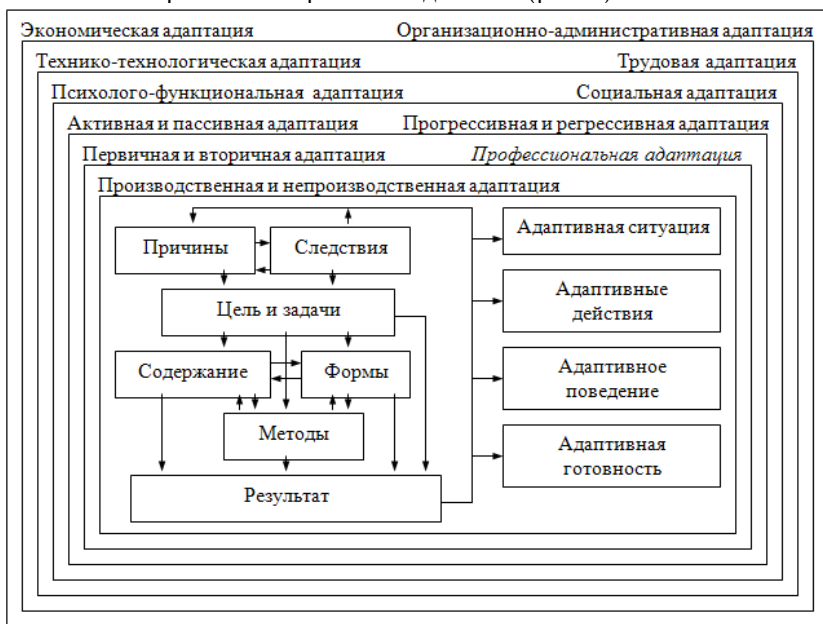 Экономическая адаптация Организационно-административная адаптация
Технико-технологическая адаптация Трудовая адаптация
Психолого-функциональная адаптация Социальная адаптация
Активная и пассивная адаптация Прогрессивная и регрессивная адаптация
Первичная и вторичная адаптация Профессиональная адаптация
Производственная и непроизводственная адаптация
Причины
Следствия
Адаптивная ситуация
Цель и задачи
Адаптивные
действия
Содержание
Формы
Адаптивное
поведение
Методы
Адаптивная
готовность
Результат